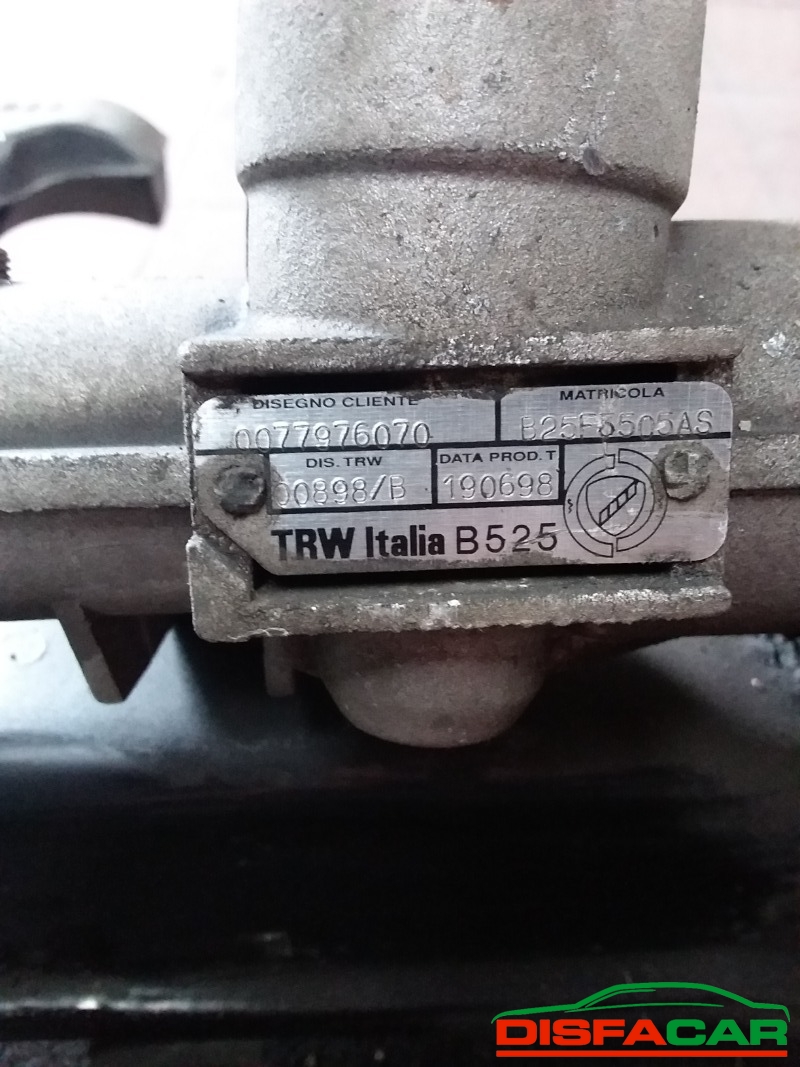 DISEGNO CLIENTE MATRICOLA
0077976070 B25F5505AS
DIS. TRW DATA PROD. T
00898/B 190698
TRW Italia B525
DISFACAR